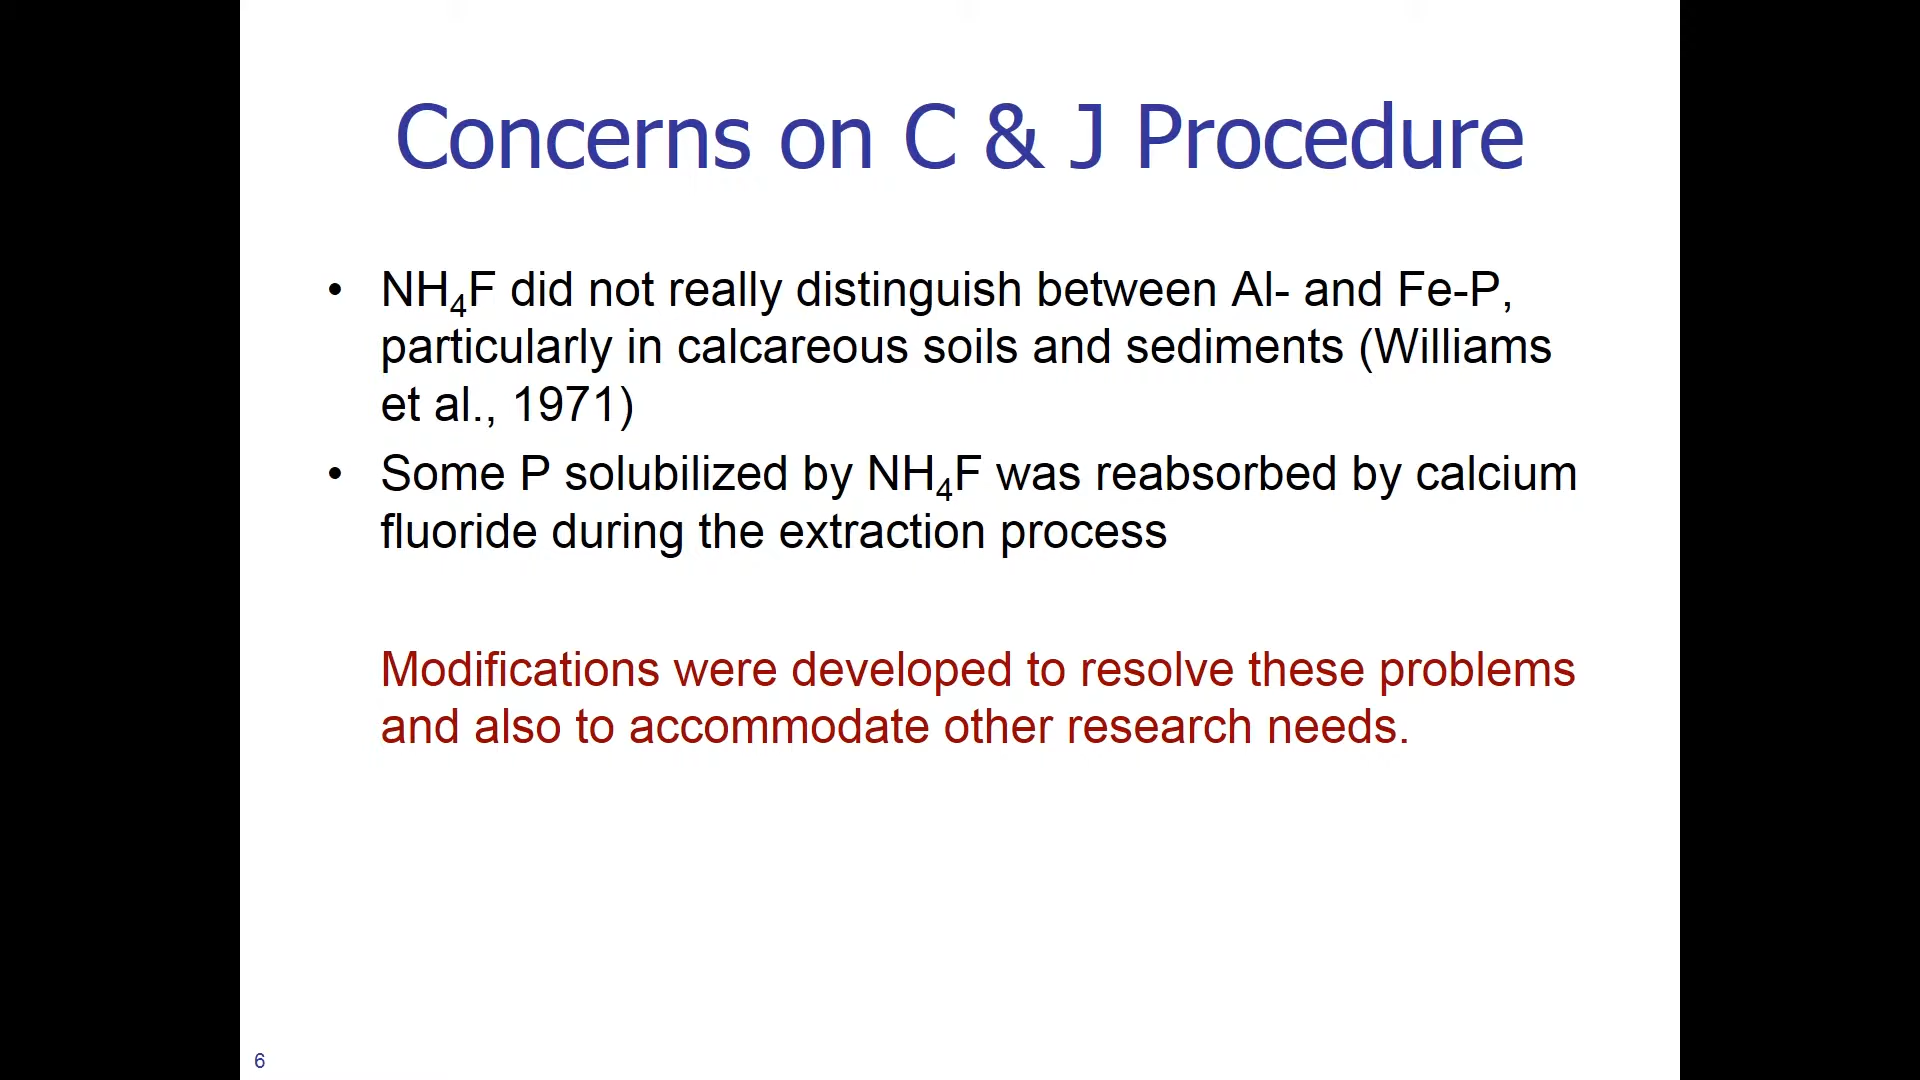 Concerns on C & J Procedure
• NH₄F did not really distinguish between Al- and Fe-P,
particularly in calcareous soils and sediments (Williams
et al., 1971)
• Some P solubilized by NH₄F was reabsorbed by calcium
fluoride during the extraction process
Modifications were developed to resolve these problems
and also to accommodate other research needs.
6